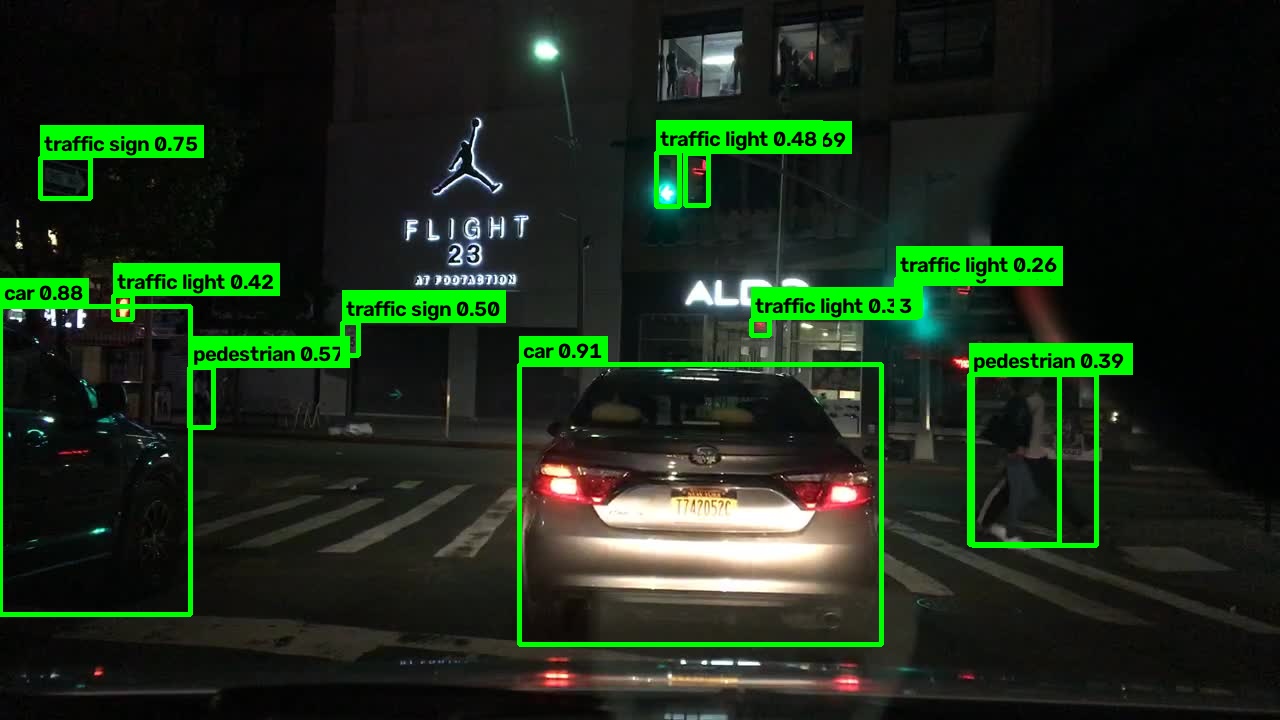 traffic sign 0.75
traffic light 0.48
69
FLIGHT
23
AT FOOTACTION
traffic light 0.26
traffic light 0.42
car 0.88
ALDO
traffic light 0.3
3
traffic sign 0.50
pedestrian 0.57
car 0.91
pedestrian 0.39
NEW YORK
T742052C